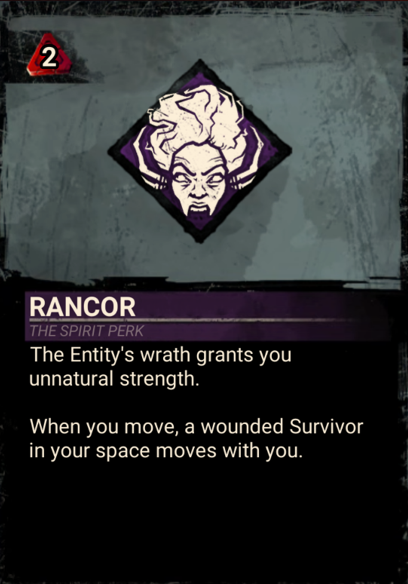 2
RANCOR
THE SPIRIT PERK
The Entity's wrath grants you
unnatural strength.
When you move, a wounded Survivor
in your space moves with you.